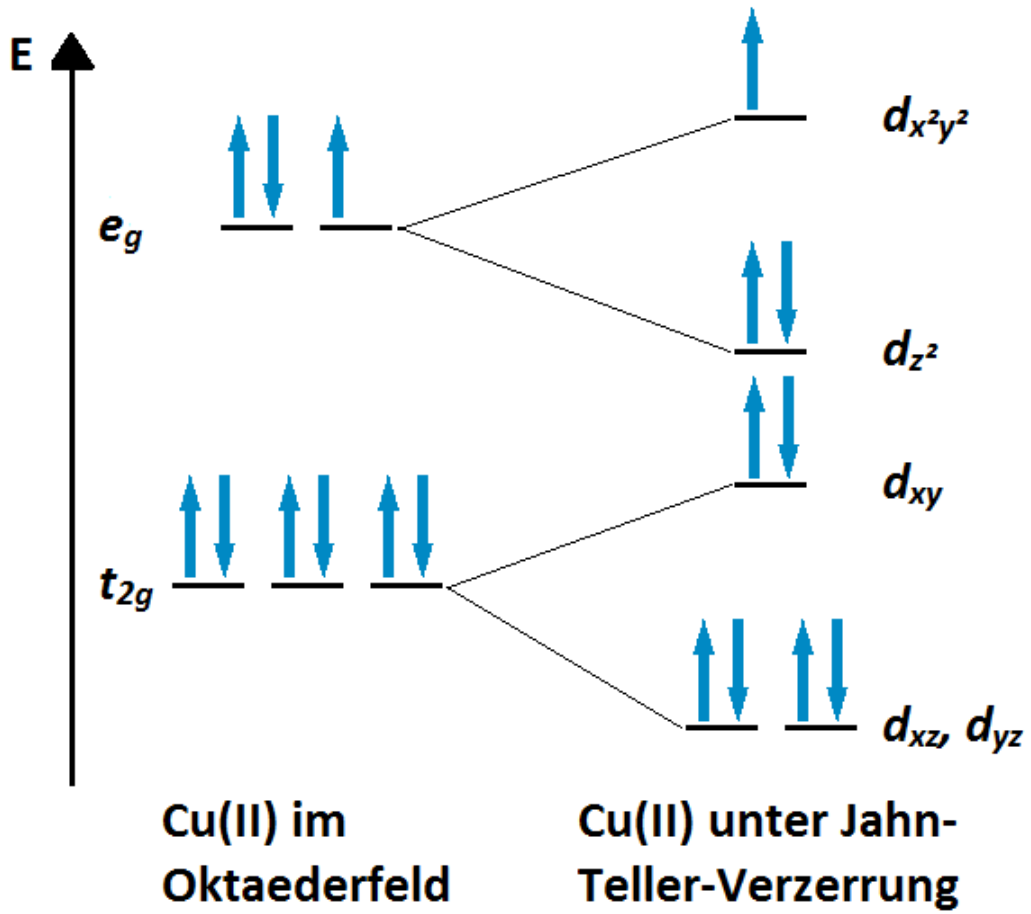 E
d_x²y²
e_g
d_z²
d_xy
t_2g
d_xz, d_yz
Cu(II) im
Oktaederfeld
Cu(II) unter Jahn-
Teller-Verzerrung